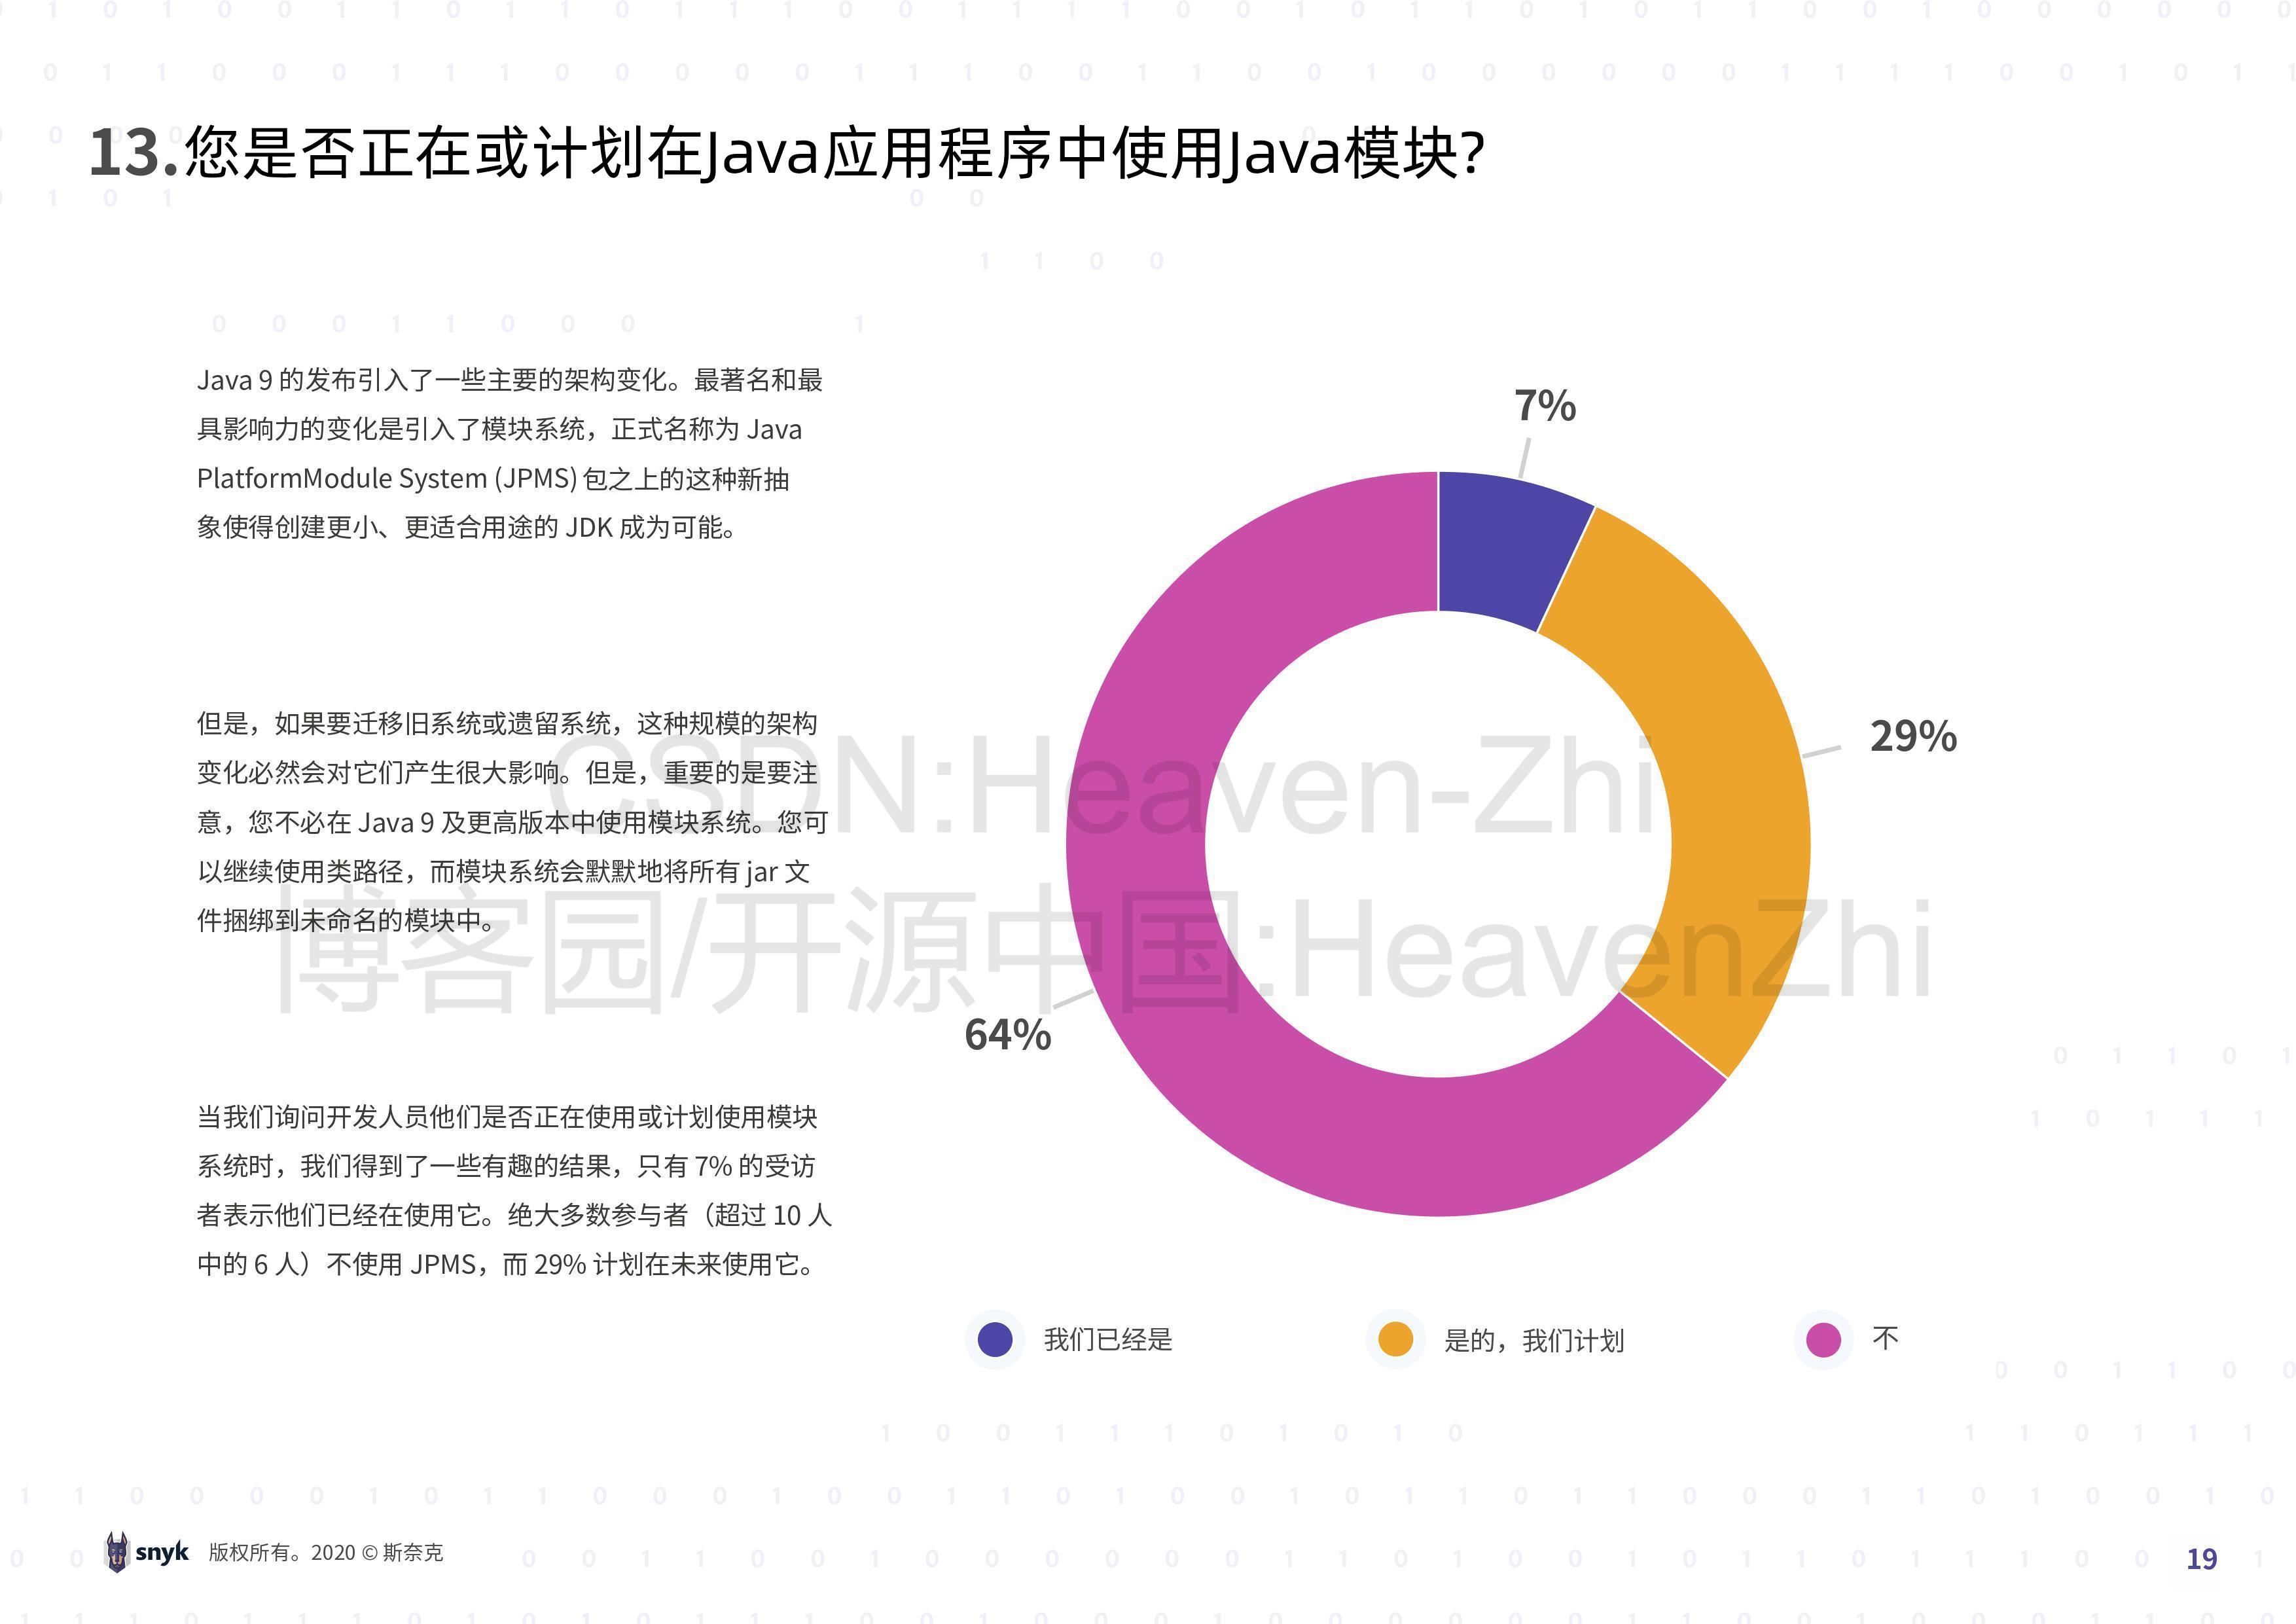 13.您是否正在或计划在Java应用程序中使用Java模块?
Java 9 的发布引入了一些主要的架构变化。最著名和最
具影响力的变化是引入了模块系统，正式名称为 Java
PlatformModule System (JPMS) 包之上的这种新抽
象使得创建更小、更适合用途的 JDK 成为可能。
但是，如果要迁移旧系统或遗留系统，这种规模的架构
变化必然会对它们产生很大影响。但是，重要的是要注
意，您不必在 Java 9 及更高版本中使用模块系统。您可
以继续使用类路径，而模块系统会默默地将所有 jar 文
件捆绑到未命名的模块中。
当我们询问开发人员他们是否正在使用或计划使用模块
系统时，我们得到了一些有趣的结果，只有 7% 的受访
者表示他们已经在使用它。绝大多数参与者（超过 10 人
中的 6 人）不使用 JPMS，而 29% 计划在未来使用它。
7%
29%
64%
CSDN:Heaven-Zhi
博客园/开源中国:HeavenZhi
我们已经是
是的，我们计划
不
snyk 版权所有。2020 © 斯奈克
19